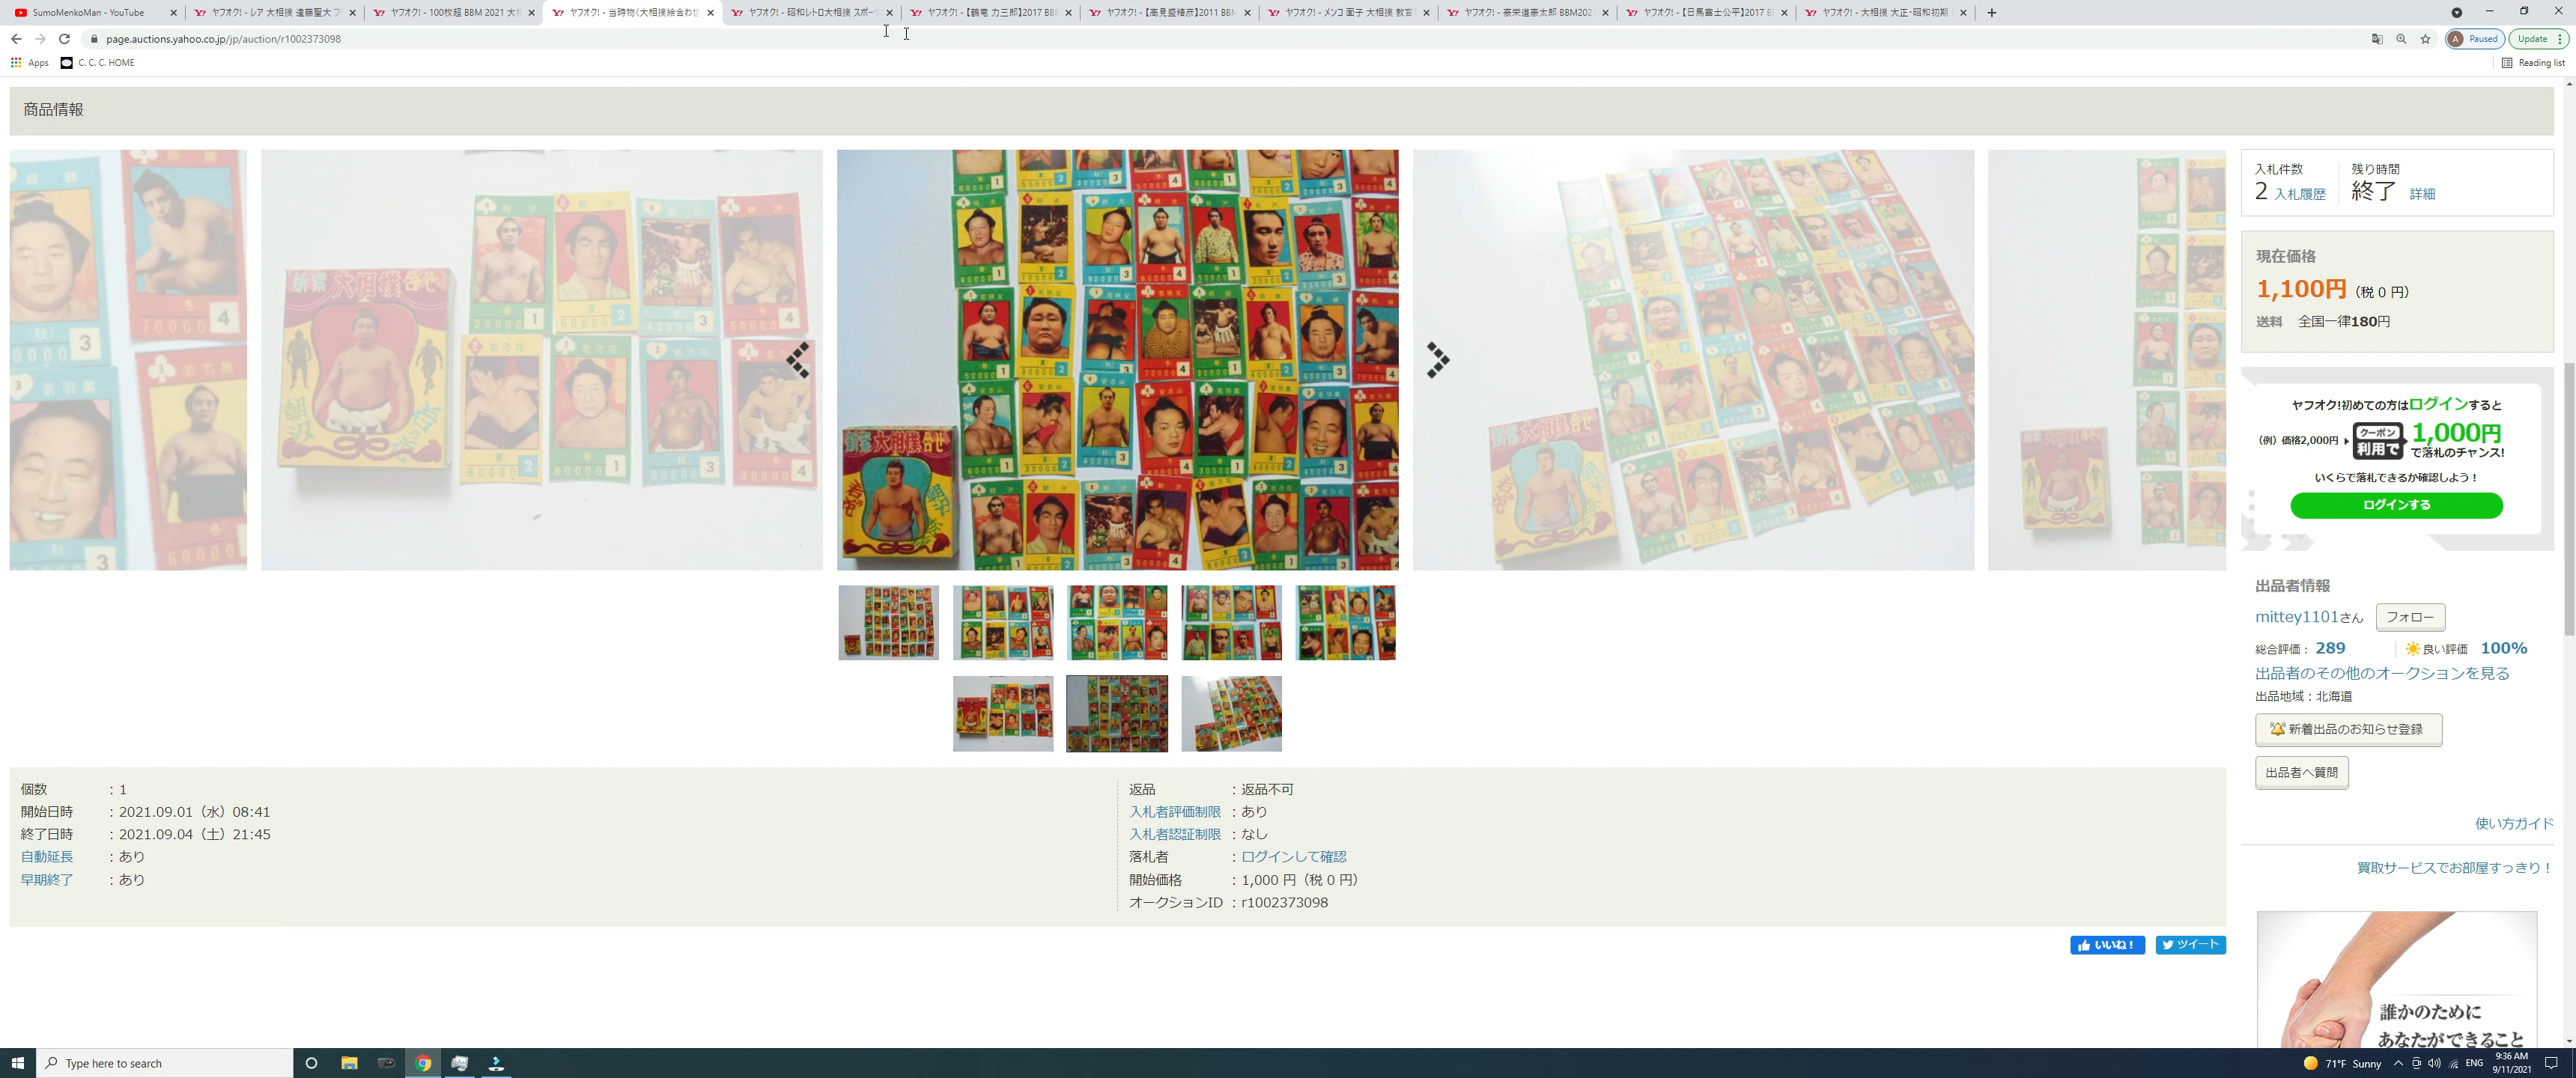 SumoMenkoMan - YouTube
ヤフオク! - レア 大相撲 遠藤聖大 プ
ヤフオク! - 100枚超 BBM 2021 大相
ヤフオク! - 当時物《大相撲絵合わせ
ヤフオク! - 昭和レトロ大相撲 スポーツ
ヤフオク! - 【鶴竜 力三郎】2017 BBM
ヤフオク! - 【高見盛精彦】2011 BBM
ヤフオク! - メンコ 面子 大相撲 教官
ヤフオク! - 豪栄道豪太郎 BBM202
ヤフオク! - 【日馬富士公平】2017 BB
ヤフオク! - 大相撲 大正・昭和初期
page.auctions.yahoo.co.jp/jp/auction/r1002373098
A Paused
Update
Apps
C. C. C. HOME
Reading list
商品情報
入札件数
残り時間
2 入札履歴
終了 詳細
現在価格
1,100円（税 0 円）
送料 全国一律180円
ヤフオク!初めての方はログインすると
（例）価格2,000円
クーポン
利用で
1,000円
で落札のチャンス!
いくらで落札できるか確認しよう！
ログインする
大相撲
合せ
朝汐
出品者情報
mittey1101さん フォロー
総合評価： 289
良い評価 100%
出品者のその他のオークションを見る
出品地域：北海道
新着出品のお知らせ登録
出品者へ質問
使い方ガイド
買取サービスでお部屋すっきり！
個数 ：1
開始日時 ：2021.09.01（水）08:41
終了日時 ：2021.09.04（土）21:45
自動延長 ：あり
早期終了 ：あり
返品 ：返品不可
入札者評価制限 ：あり
入札者認証制限 ：なし
落札者 ：ログインして確認
開始価格 ：1,000 円（税 0 円）
オークションID ：r1002373098
いいね！
ツイート
誰かのために
あなたができること
Type here to search
71°F Sunny
ENG
9:36 AM
9/11/2021